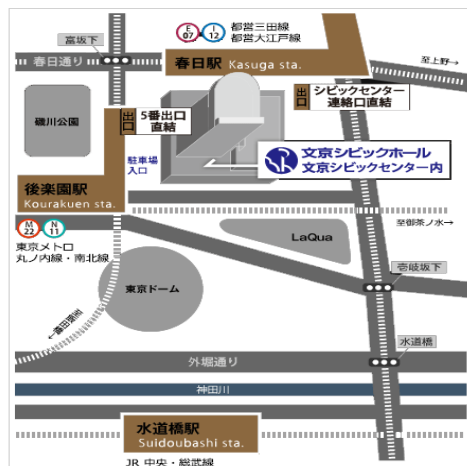 E
07
I
12
都営三田線
都営大江戸線
富坂下
春日通り
春日駅 Kasuga sta.
至上野→
出口
シビックセンター
連絡口直結
礫川公園
出口
5番出口
直結
駐車場
入口
文京シビックホール
文京シビックセンター内
後楽園駅
Kourakuen sta.
M
22
N
11
東京メトロ
丸ノ内線・南北線
至御茶ノ水→
LaQua
壱岐坂下
東京ドーム
←至飯田橋
水道橋
外堀通り
神田川
水道橋駅
Suidoubashi sta.
JR 中央・総武線